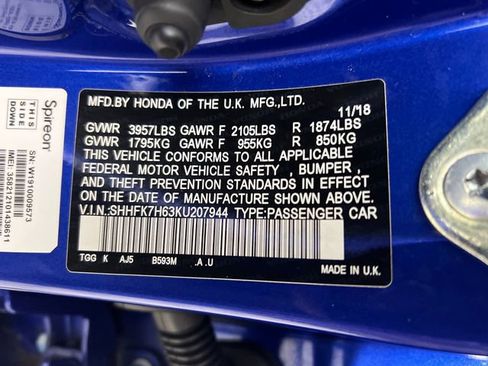 Spireon
THIS
SIDE
DOWN
SN: W1910009573
IMEI: 358212101438611
MFD.BY HONDA OF THE U.K. MFG.,LTD.
11/18
GVWR 3957LBS GAWR F 2105LBS R 1874LBS
GVWR 1795KG GAWR F 955KG R 850KG
THIS VEHICLE CONFORMS TO ALL APPLICABLE
FEDERAL MOTOR VEHICLE SAFETY , BUMPER , AND
THEFT PREVENTION STANDARDS IN EFFECT ON THE
DATE OF MANUFACTURE SHOWN ABOVE.
V.I.N.:SHHFK7H63KU207944 TYPE:PASSENGER CAR
TGG K AJ5 B593M .A .U
MADE IN U.K.